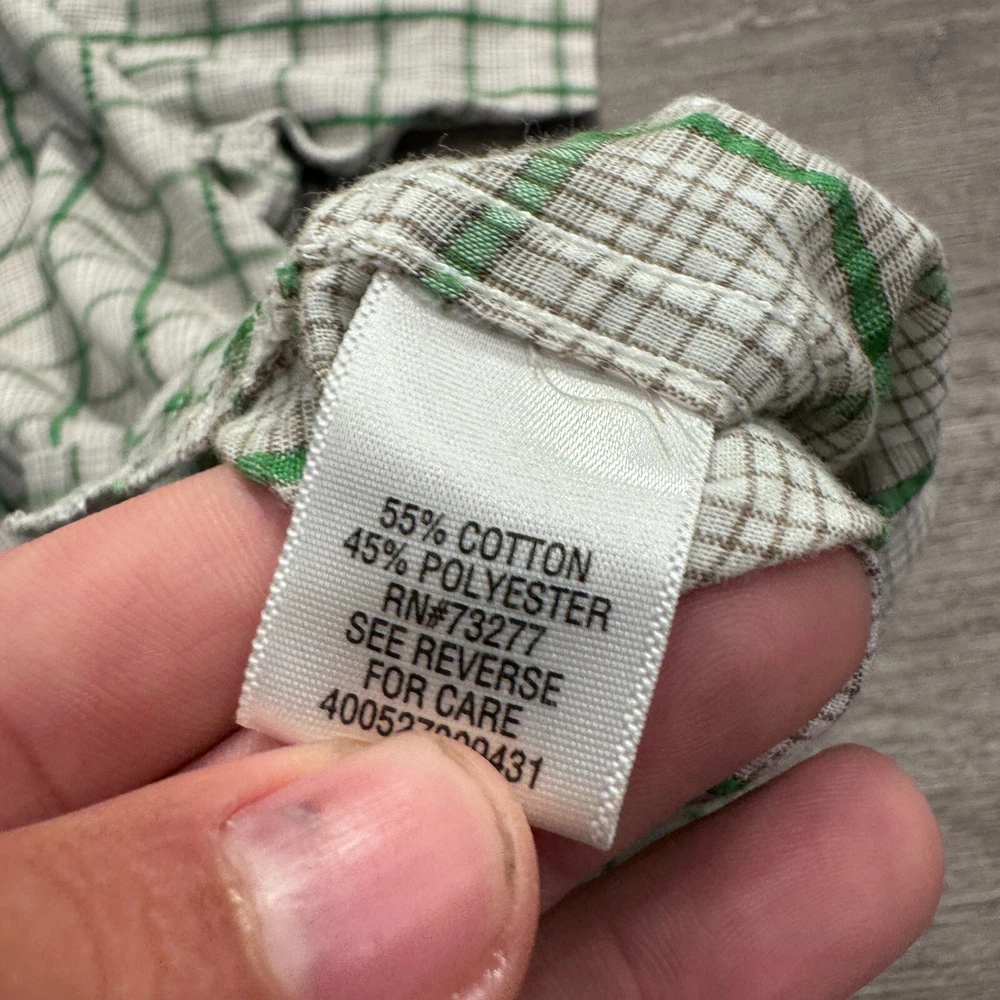 55% COTTON
45% POLYESTER
RN#73277
SEE REVERSE
FOR CARE